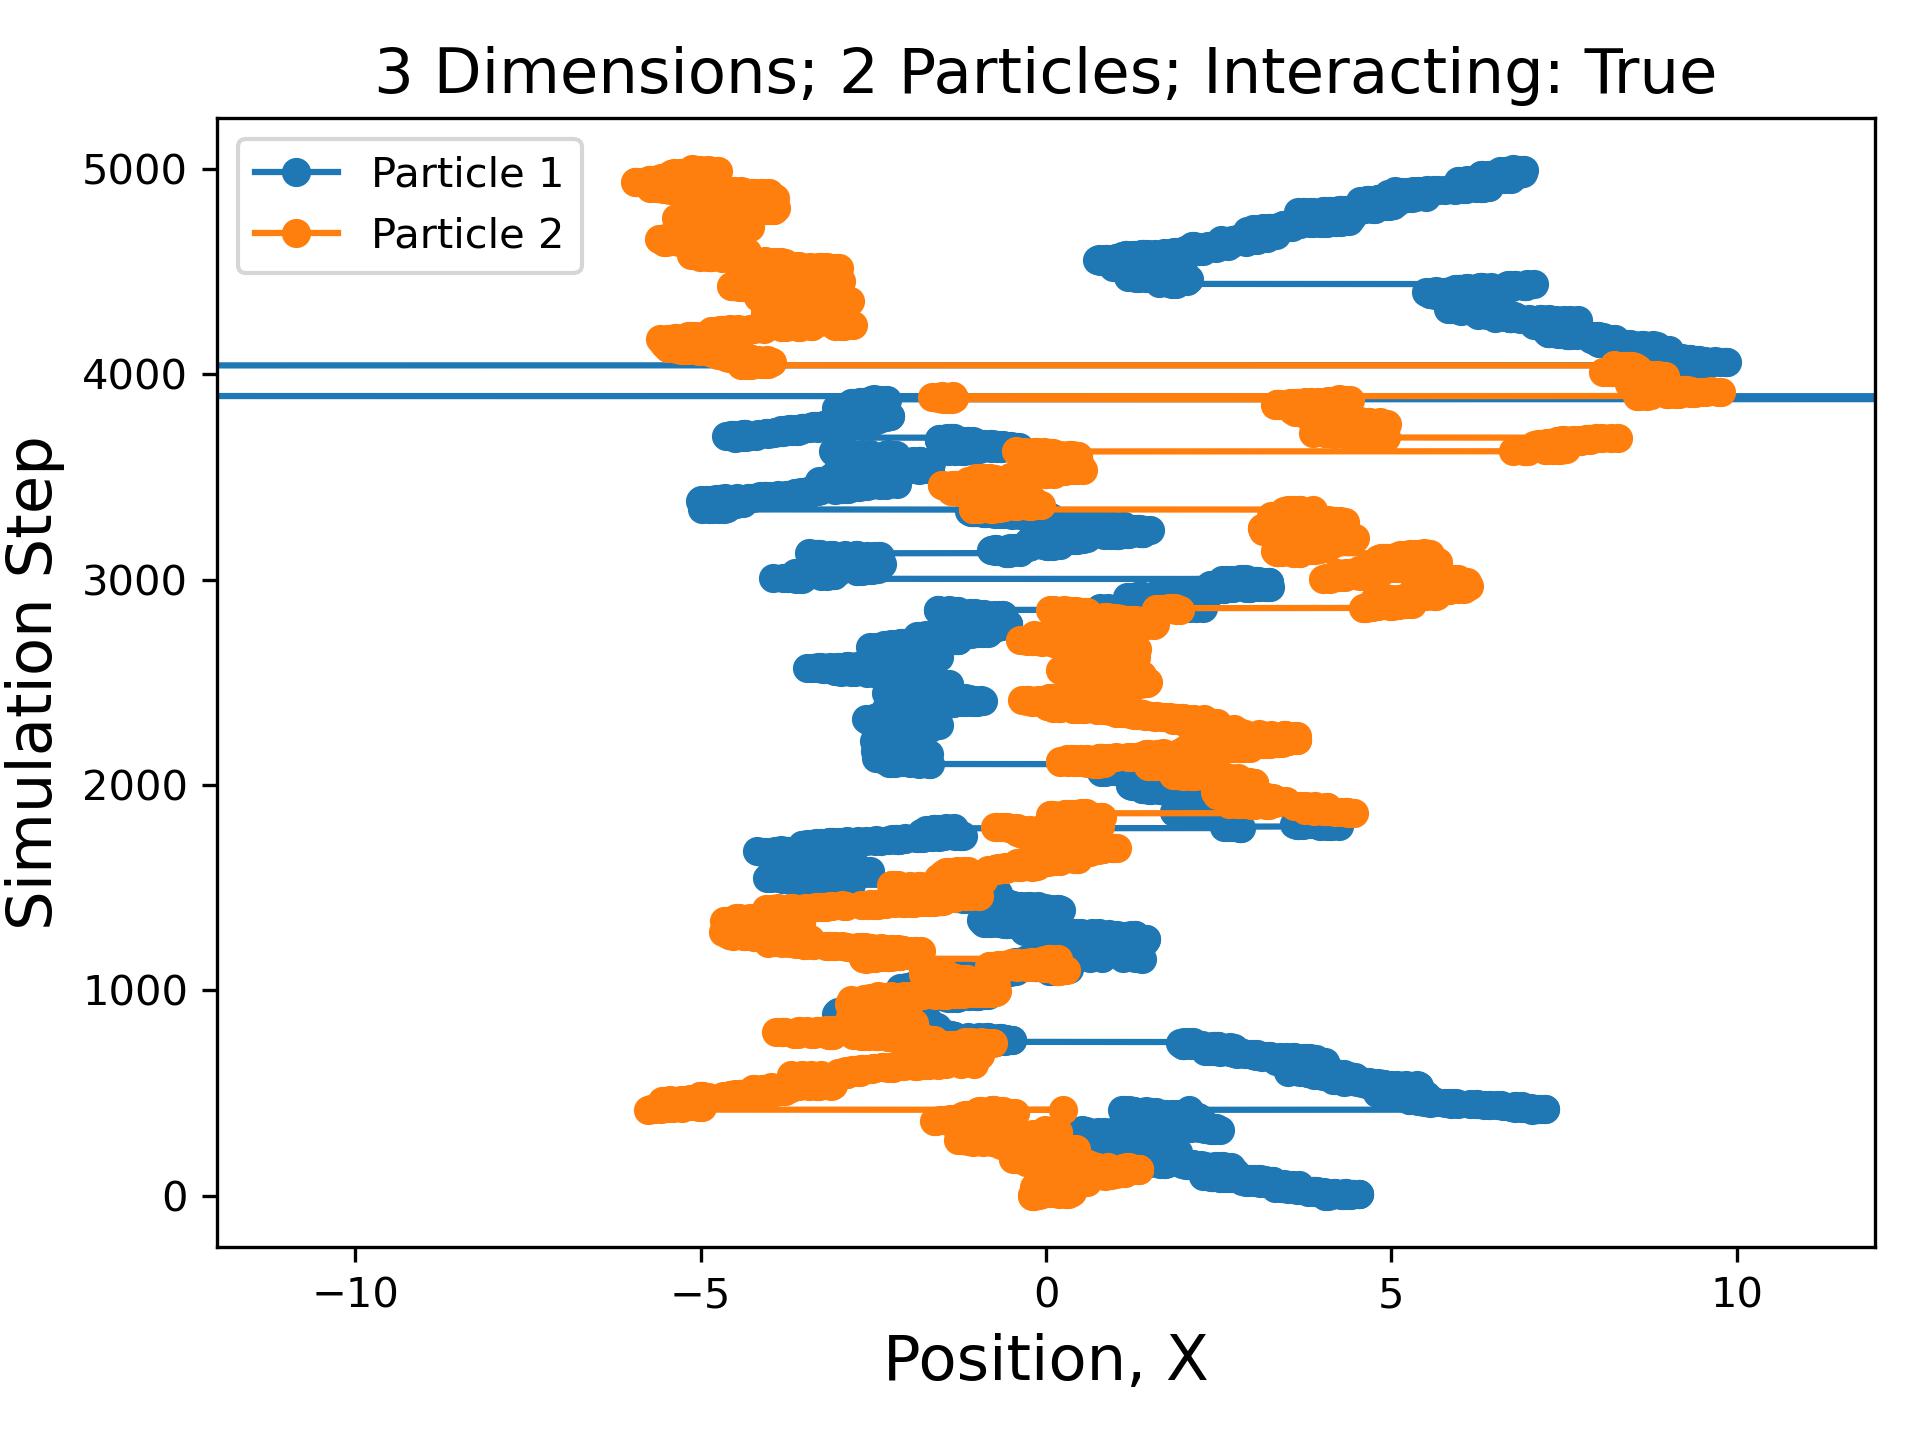 3 Dimensions; 2 Particles; Interacting: True
Particle 1
Particle 2
5000
4000
3000
2000
1000
0
Simulation Step
−10 −5 0 5 10
Position, X